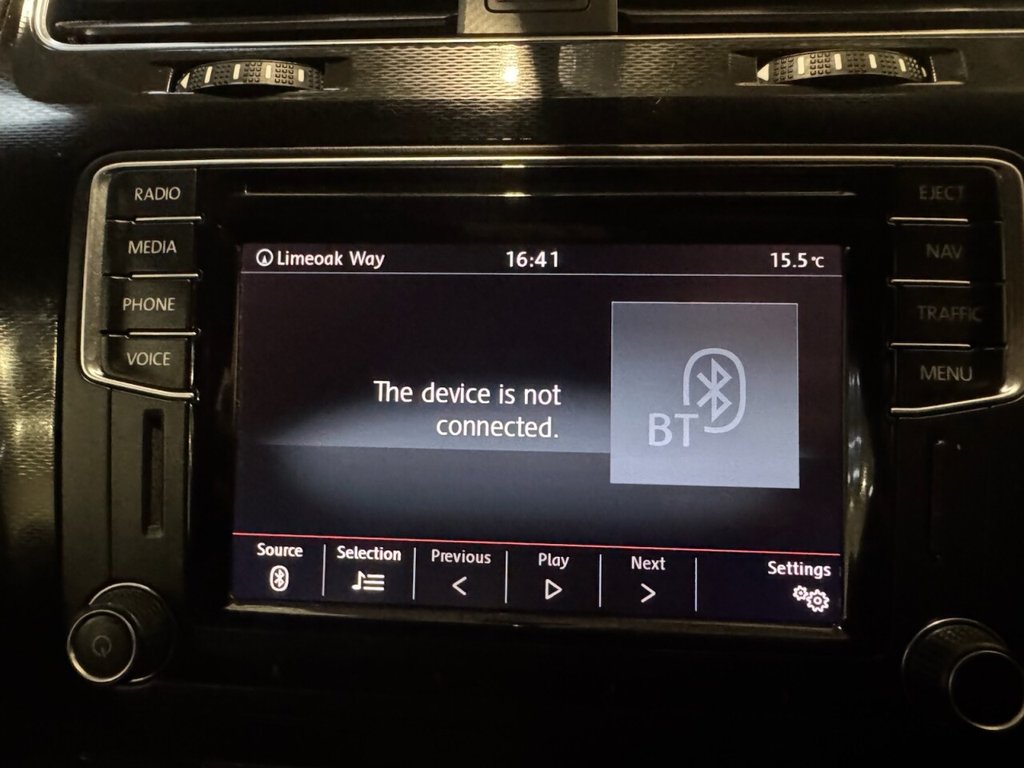 RADIO
MEDIA
PHONE
VOICE
EJECT
NAV
TRAFFIC
MENU
Limeoak Way 16:41 15.5 °C
The device is not
connected.
BT
Source Selection Previous Play Next Settings